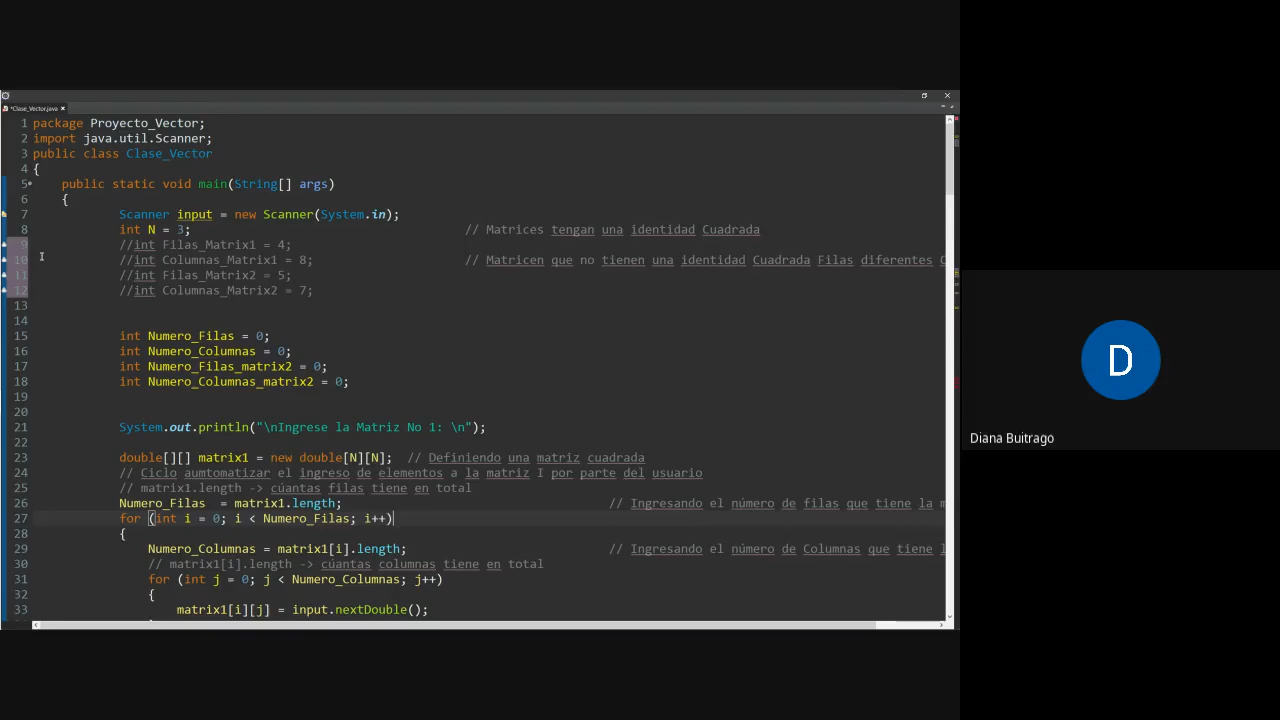 *Clase_Vector.java
1 package Proyecto_Vector;
2 import java.util.Scanner;
3 public class Clase_Vector
4 {
5 public static void main(String[] args)
6 {
7 Scanner input = new Scanner(System.in);
8 int N = 3; // Matrices tengan una identidad Cuadrada
9 //int Filas_Matrix1 = 4;
10 //int Columnas_Matrix1 = 8; // Matricen que no tienen una identidad Cuadrada Filas diferentes
11 //int Filas_Matrix2 = 5;
12 //int Columnas_Matrix2 = 7;
13
14
15 int Numero_Filas = 0;
16 int Numero_Columnas = 0;
17 int Numero_Filas_matrix2 = 0;
18 int Numero_Columnas_matrix2 = 0;
19
20
21 System.out.println("\nIngrese la Matriz No 1: \n");
22
23 double[][] matrix1 = new double[N][N]; // Definiendo una matriz cuadrada
24 // Ciclo aumtomatizar el ingreso de elementos a la matriz I por parte del usuario
25 // matrix1.length -> cúantas filas tiene en total
26 Numero_Filas = matrix1.length; // Ingresando el número de filas que tiene la
27 for (int i = 0; i < Numero_Filas; i++)
28 {
29 Numero_Columnas = matrix1[i].length; // Ingresando el número de Columnas que tiene
30 // matrix1[i].length -> cúantas columnas tiene en total
31 for (int j = 0; j < Numero_Columnas; j++)
32 {
33 matrix1[i][j] = input.nextDouble();
D
Diana Buitrago